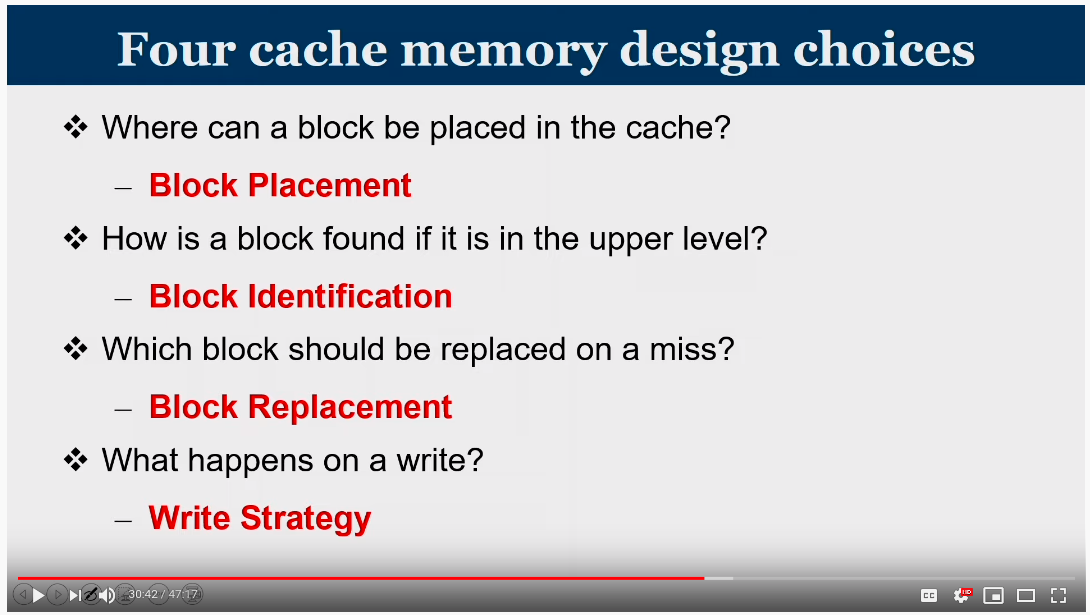 Four cache memory design choices
❖ Where can a block be placed in the cache?
– Block Placement
❖ How is a block found if it is in the upper level?
– Block Identification
❖ Which block should be replaced on a miss?
– Block Replacement
❖ What happens on a write?
– Write Strategy
30:42 / 47:17 CC HD